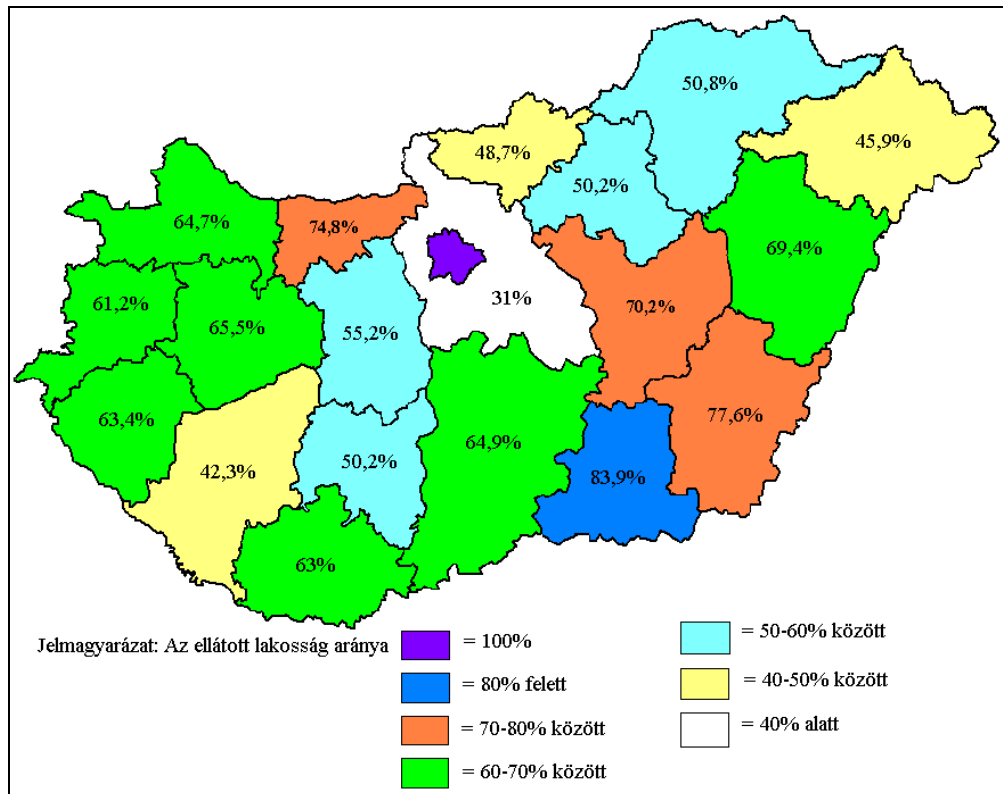 50,8%
45,9%
48,7%
50,2%
64,7%
74,8%
69,4%
61,2%
65,5%
31%
70,2%
55,2%
63,4%
77,6%
64,9%
42,3%
50,2%
83,9%
63%
Jelmagyarázat: Az ellátott lakosság aránya
= 100%
= 80% felett
= 70-80% között
= 60-70% között
= 50-60% között
= 40-50% között
= 40% alatt